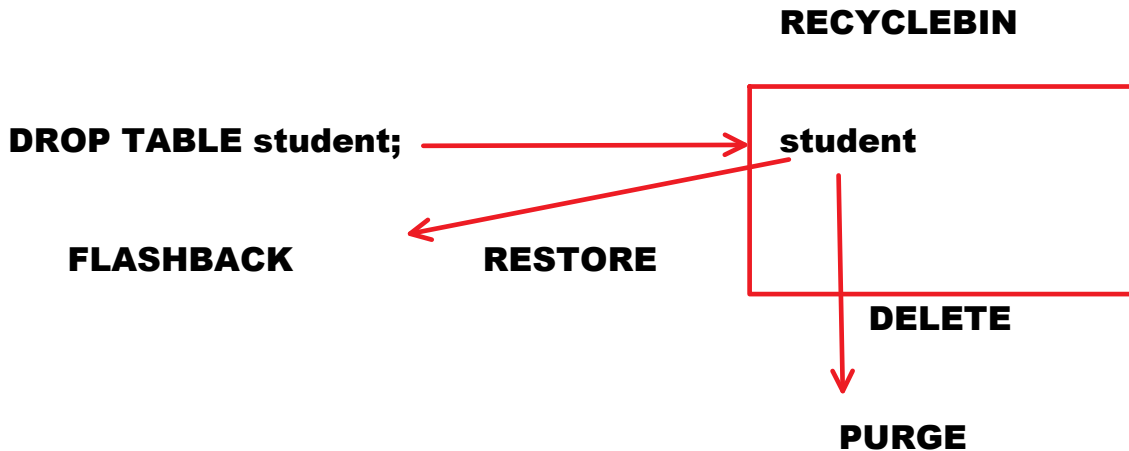 RECYCLEBIN
DROP TABLE student;
student
FLASHBACK
RESTORE
DELETE
PURGE